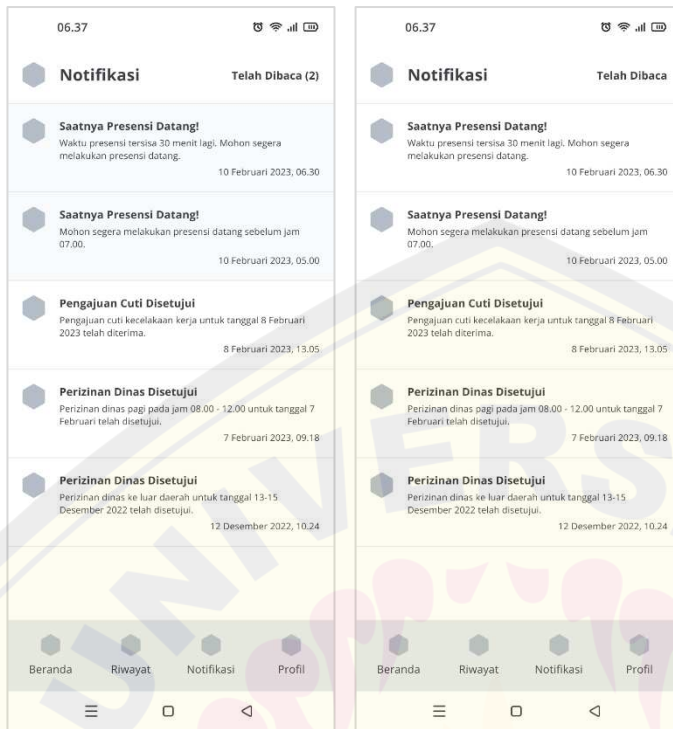 06.37
Notifikasi
Telah Dibaca (2)
Saatnya Presensi Datang!
Waktu presensi tersisa 30 menit lagi. Mohon segera
melakukan presensi datang.
10 Februari 2023, 06.30
Saatnya Presensi Datang!
Mohon segera melakukan presensi datang sebelum jam
07.00.
10 Februari 2023, 05.00
Pengajuan Cuti Disetujui
Pengajuan cuti kecelakaan kerja untuk tanggal 8 Februari
2023 telah diterima.
8 Februari 2023, 13.05
Perizinan Dinas Disetujui
Perizinan dinas pagi pada jam 08.00 - 12.00 untuk tanggal 7
Februari telah disetujui.
7 Februari 2023, 09.18
Perizinan Dinas Disetujui
Perizinan dinas ke luar daerah untuk tanggal 13-15
Desember 2022 telah disetujui.
12 Desember 2022, 10.24
Beranda Riwayat Notifikasi Profil
06.37
Notifikasi
Telah Dibaca
Saatnya Presensi Datang!
Waktu presensi tersisa 30 menit lagi. Mohon segera
melakukan presensi datang.
10 Februari 2023, 06.30
Saatnya Presensi Datang!
Mohon segera melakukan presensi datang sebelum jam
07.00.
10 Februari 2023, 05.00
Pengajuan Cuti Disetujui
Pengajuan cuti kecelakaan kerja untuk tanggal 8 Februari
2023 telah diterima.
8 Februari 2023, 13.05
Perizinan Dinas Disetujui
Perizinan dinas pagi pada jam 08.00 - 12.00 untuk tanggal 7
Februari telah disetujui.
7 Februari 2023, 09.18
Perizinan Dinas Disetujui
Perizinan dinas ke luar daerah untuk tanggal 13-15
Desember 2022 telah disetujui.
12 Desember 2022, 10.24
Beranda Riwayat Notifikasi Profil
UNIVERS